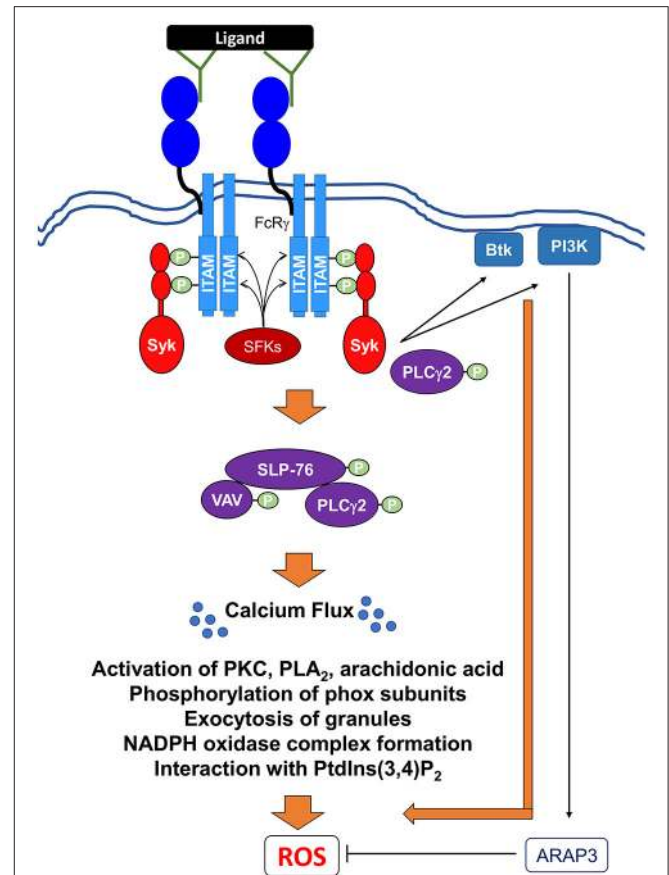 Ligand
FcRγ
ITAM
ITAM
ITAM
ITAM
P
P
P
P
Syk
SFKs
Syk
Btk
PI3K
PLCγ2
P
SLP-76
P
VAV
P
PLCγ2
P
Calcium Flux
Activation of PKC, PLA₂, arachidonic acid
Phosphorylation of phox subunits
Exocytosis of granules
NADPH oxidase complex formation
Interaction with PtdIns(3,4)P₂
ROS
ARAP3